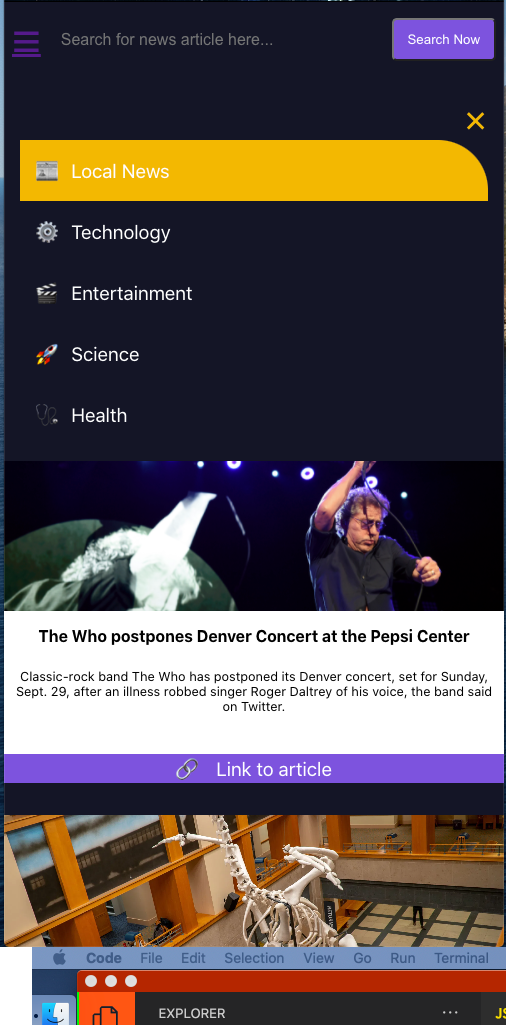 Search for news article here...
Search Now
Local News
Technology
Entertainment
Science
Health
The Who postpones Denver Concert at the Pepsi Center
Classic-rock band The Who has postponed its Denver concert, set for Sunday,
Sept. 29, after an illness robbed singer Roger Daltrey of his voice, the band said
on Twitter.
Link to article
Code File Edit Selection View Go Run Terminal
EXPLORER ... JS